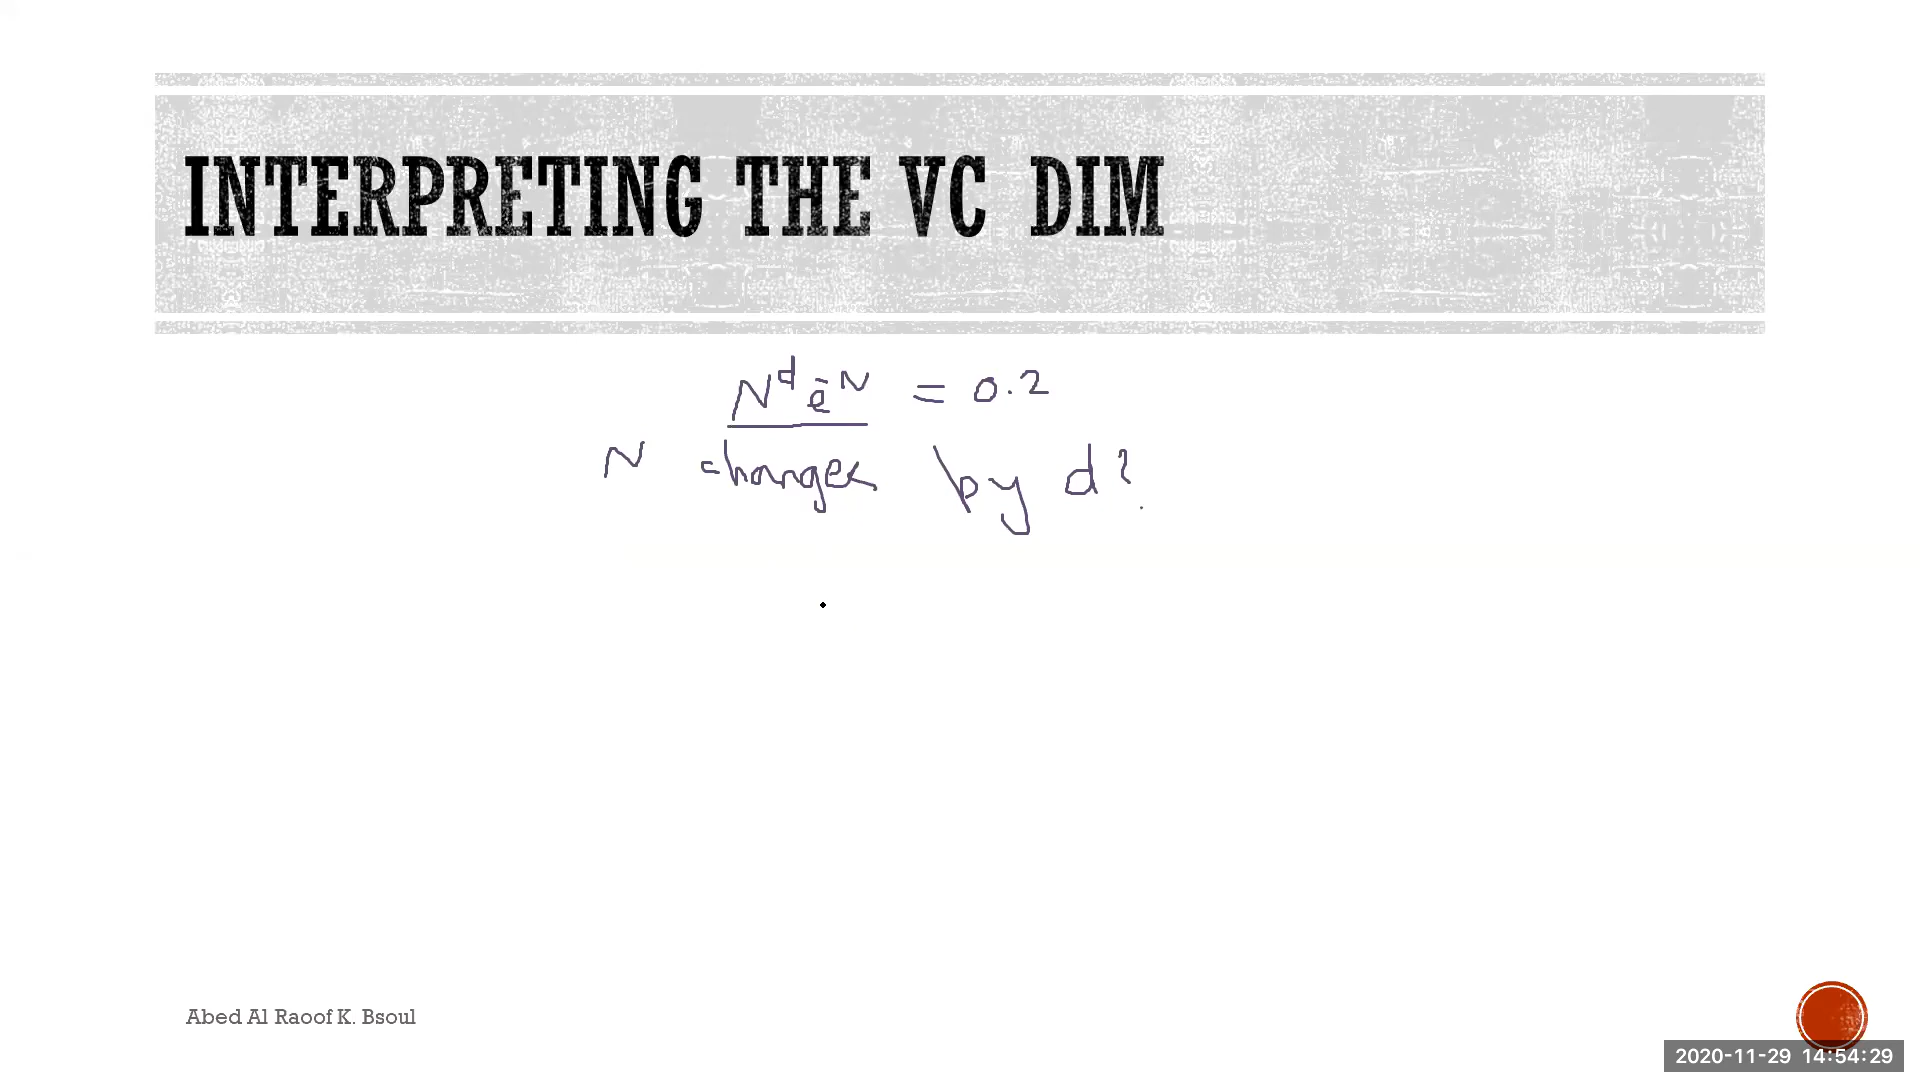 INTERPRETING THE VC DIM
N^d e^-N = 0.2
N changes by d?
Abed Al Raoof K. Bsoul
2020-11-29 14:54:29